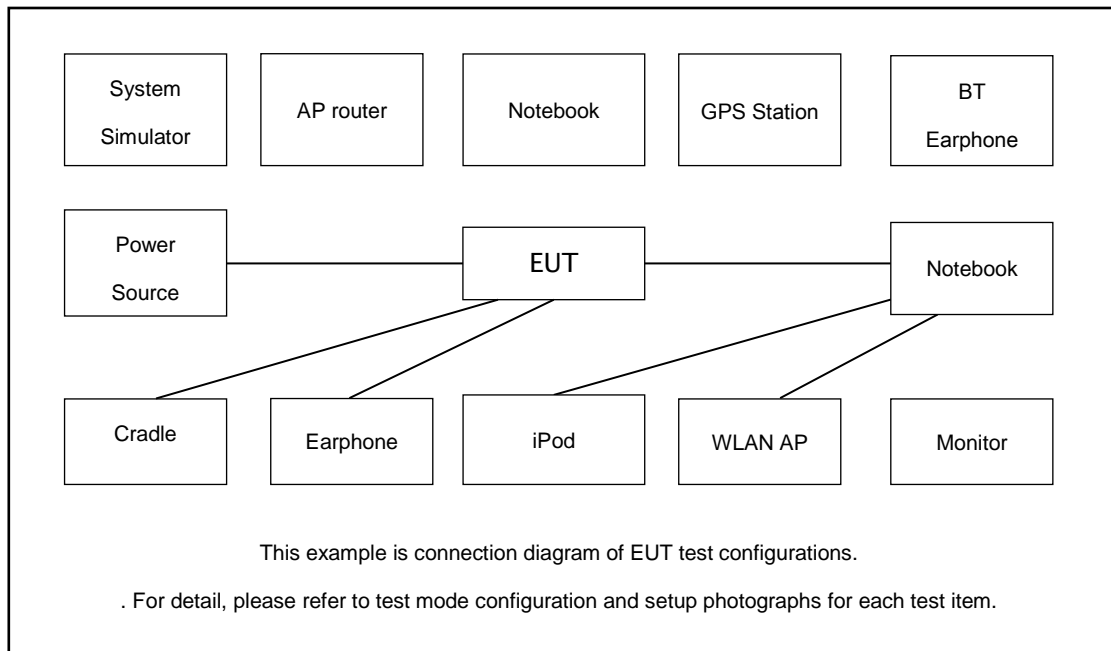 System
Simulator
AP router
Notebook
GPS Station
BT
Earphone
Power
Source
EUT
Notebook
Cradle
Earphone
iPod
WLAN AP
Monitor
This example is connection diagram of EUT test configurations.
. For detail, please refer to test mode configuration and setup photographs for each test item.